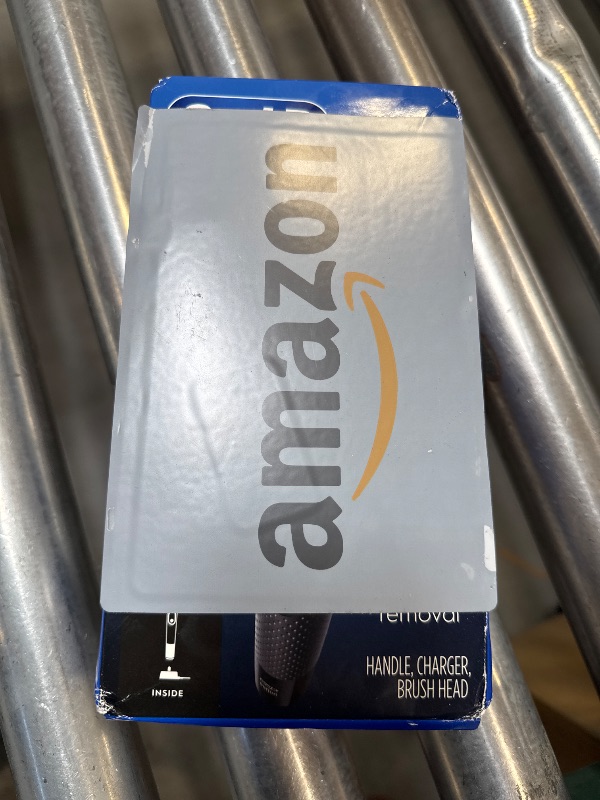 amazon
removal
INSIDE
HANDLE, CHARGER,
BRUSH HEAD